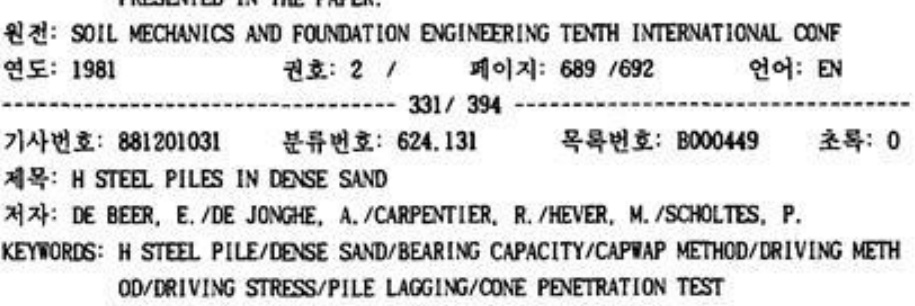 PRESENTED IN THE PAPER.
원전: SOIL MECHANICS AND FOUNDATION ENGINEERING TENTH INTERNATIONAL CONF
연도: 1981 권호: 2 / 페이지: 689 /692 언어: EN
---------------------------------- 331/ 394 ----------------------------------
기사번호: 881201031 분류번호: 624.131 목록번호: B000449 초록: 0
제목: H STEEL PILES IN DENSE SAND
저자: DE BEER, E./DE JONGHE, A./CARPENTIER, R./HEVER, M./SCHOLTES, P.
KEYWORDS: H STEEL PILE/DENSE SAND/BEARING CAPACITY/CAPWAP METHOD/DRIVING METH
OD/DRIVING STRESS/PILE LAGGING/CONE PENETRATION TEST